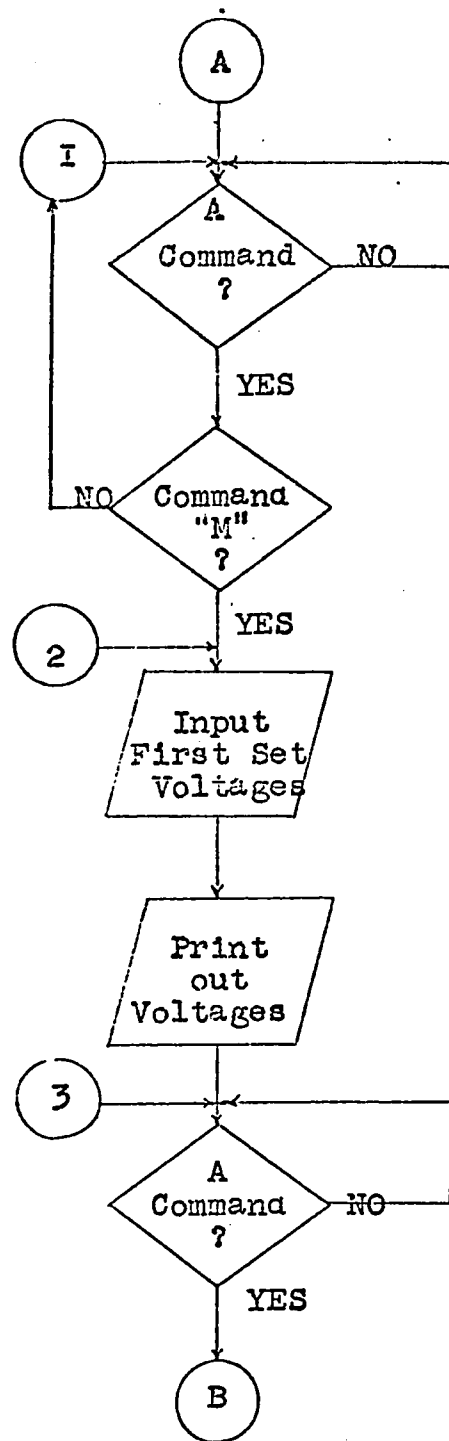 A
I
A
Command
?
NO
YES
NO
Command
"M"
?
YES
2
Input
First Set
Voltages
Print
out
Voltages
3
A
Command
?
NO
YES
B